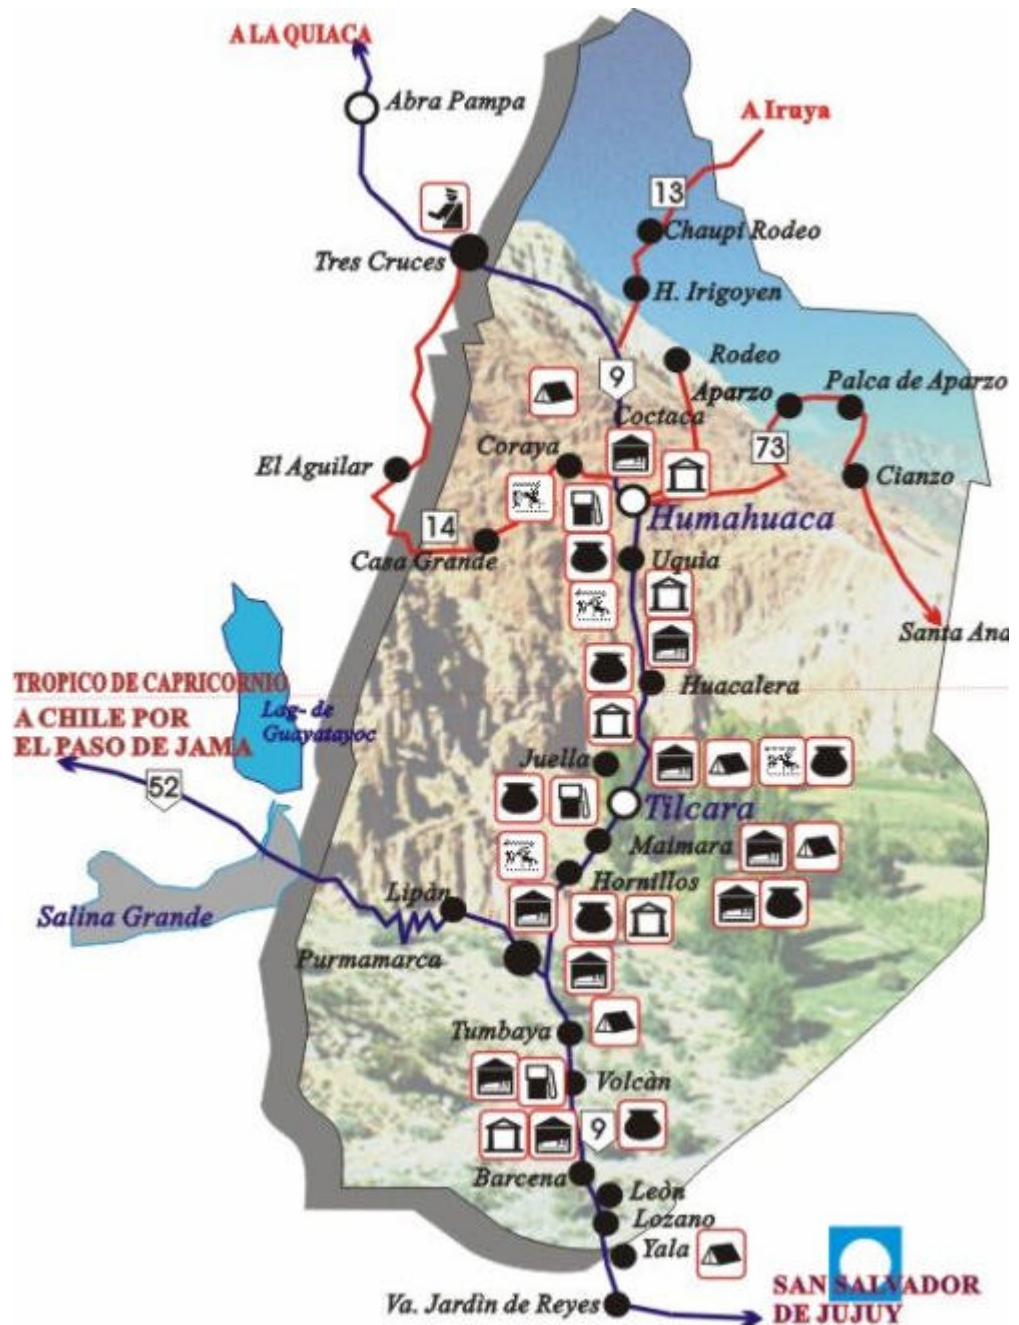 A LA QUIACA
Abra Pampa
A Iruya
13
Chaupi Rodeo
Tres Cruces
H. Irigoyen
9
Rodeo
Aparzo
Palca de Aparzo
Coctaca
Coraya
73
El Aguilar
Cianzo
14
Humahuaca
Casa Grande
Uquia
Santa Ana
TROPICO DE CAPRICORNIO
Huacalera
Lag- de
Guayatayoc
A CHILE POR
EL PASO DE JAMA
Juella
52
Tilcara
Maimara
Hornillos
Lipàn
Salina Grande
Purmamarca
Tumbaya
Volcàn
9
Barcena
Leòn
Lozano
Yala
Va. Jardìn de Reyes
SAN SALVADOR
DE JUJUY